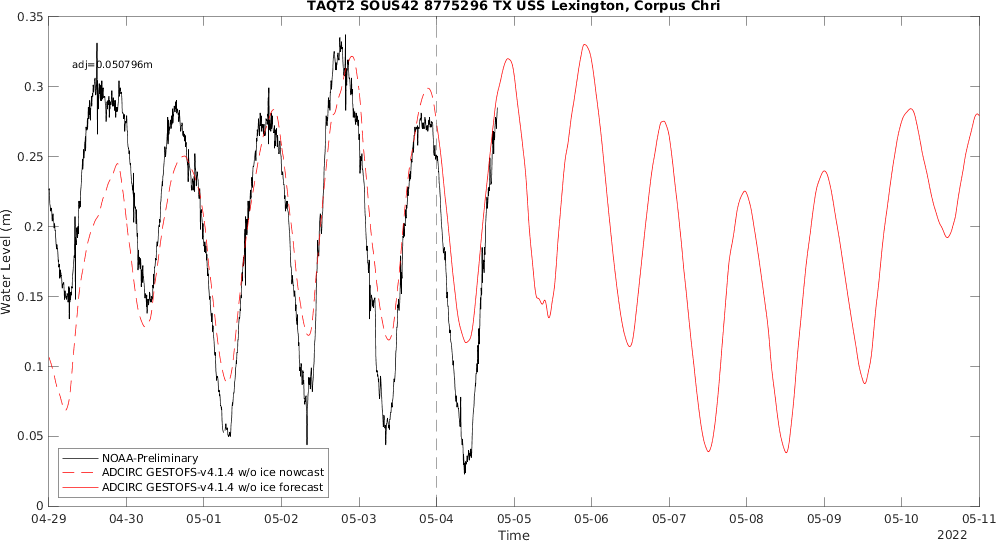 TAQT2 SOUS42 8775296 TX USS Lexington, Corpus Chri
0.35
adj=0.050796m
0.3
0.25
0.2
Water Level (m)
0.15
0.1
0.05
0
NOAA-Preliminary
ADCIRC GESTOFS-v4.1.4 w/o ice nowcast
ADCIRC GESTOFS-v4.1.4 w/o ice forecast
04-29 04-30 05-01 05-02 05-03 05-04 05-05 05-06 05-07 05-08 05-09 05-10 05-11
Time
2022